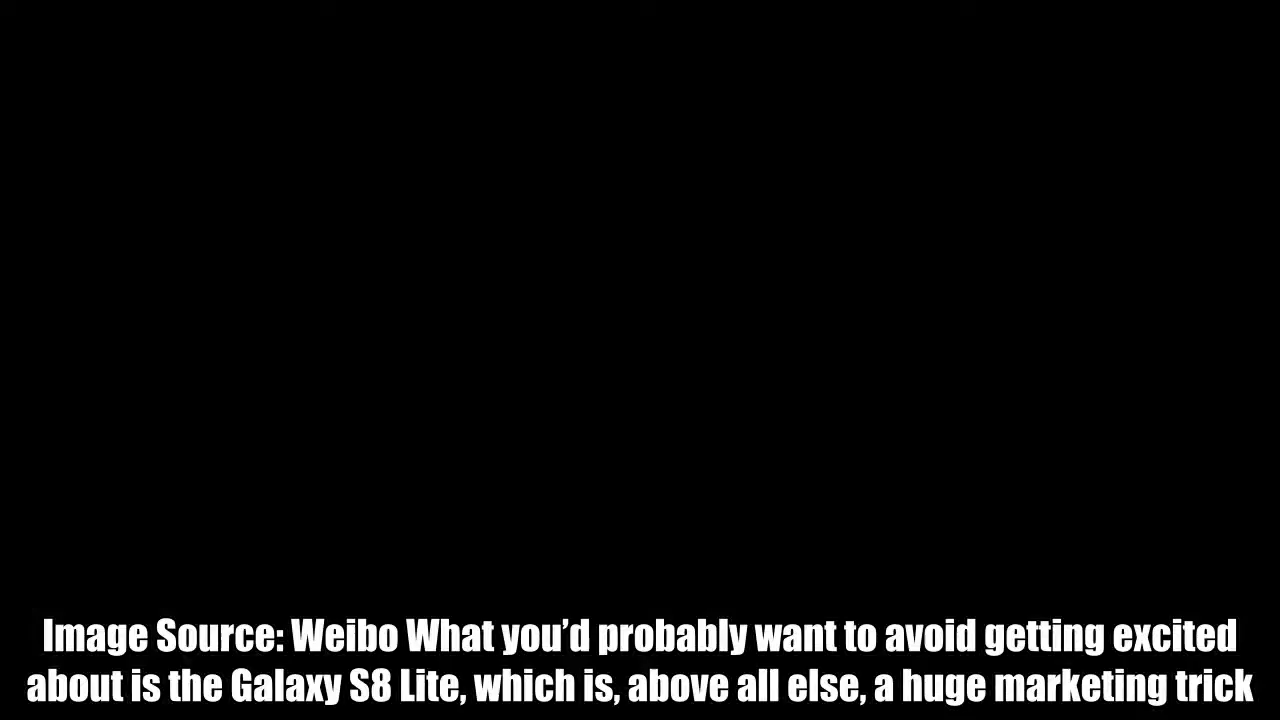 Image Source: Weibo What you’d probably want to avoid getting excited
about is the Galaxy S8 Lite, which is, above all else, a huge marketing trick